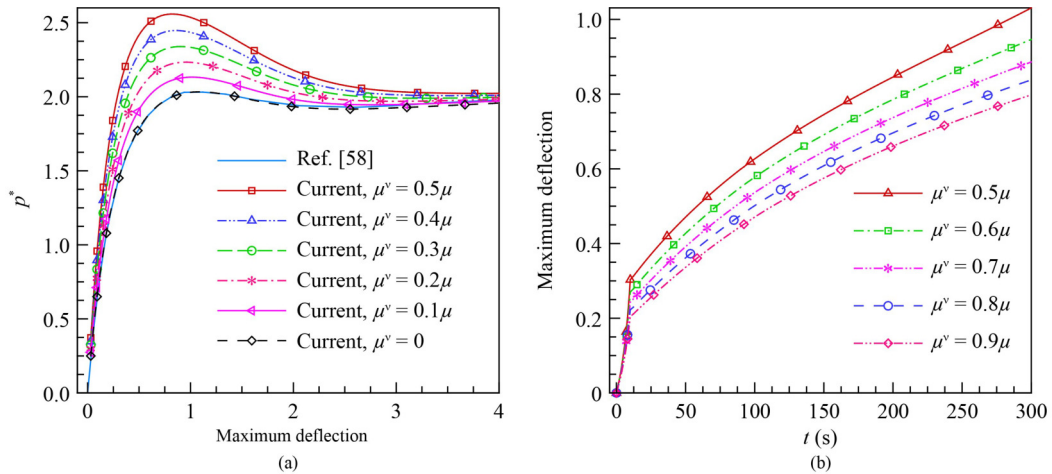 2.5
2.0
1.5
1.0
0.5
0.0
p*
Ref. [58]
Current, μᵛ = 0.5μ
Current, μᵛ = 0.4μ
Current, μᵛ = 0.3μ
Current, μᵛ = 0.2μ
Current, μᵛ = 0.1μ
Current, μᵛ = 0
0
1
2
3
4
Maximum deflection
(a)
1.0
0.8
0.6
0.4
0.2
0
Maximum deflection
μᵛ = 0.5μ
μᵛ = 0.6μ
μᵛ = 0.7μ
μᵛ = 0.8μ
μᵛ = 0.9μ
0
50
100
150
200
250
300
t (s)
(b)